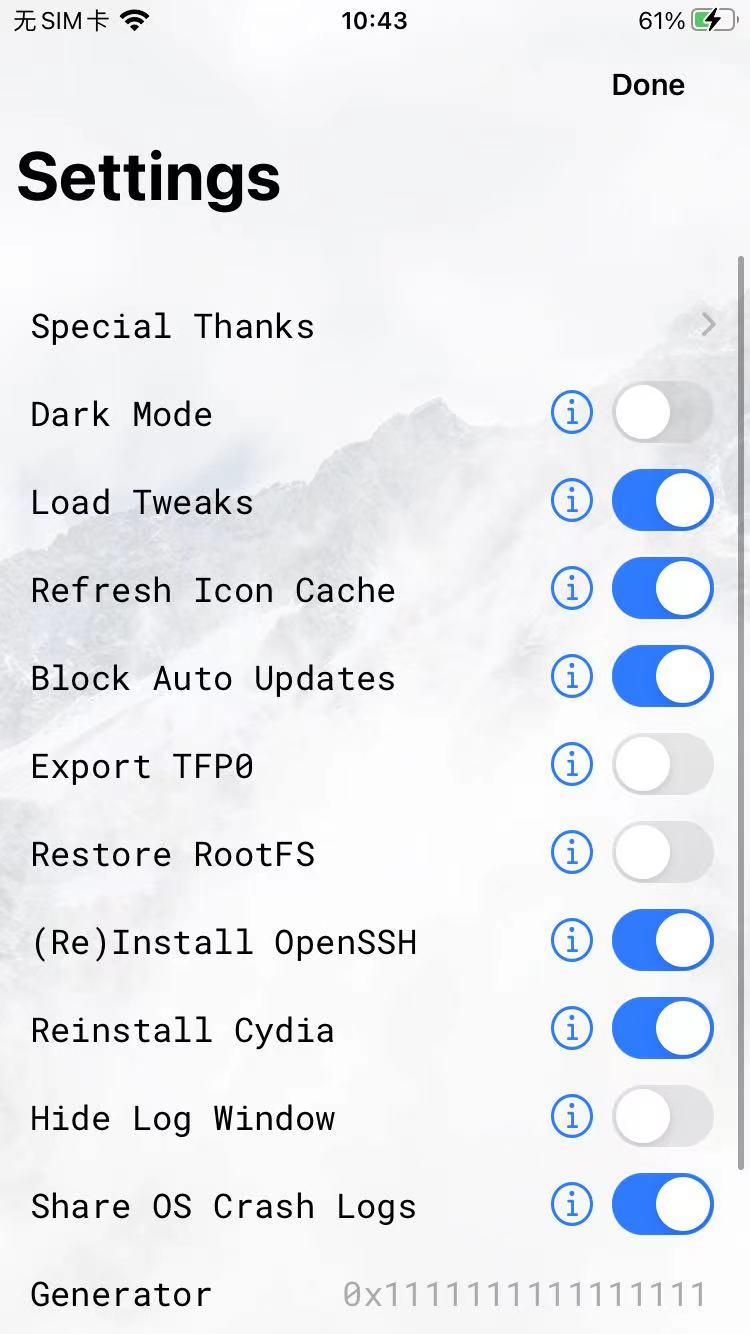 无SIM卡 10:43 61%
Done
Settings
Special Thanks
Dark Mode
Load Tweaks
Refresh Icon Cache
Block Auto Updates
Export TFP0
Restore RootFS
(Re)Install OpenSSH
Reinstall Cydia
Hide Log Window
Share OS Crash Logs
Generator 0x1111111111111111